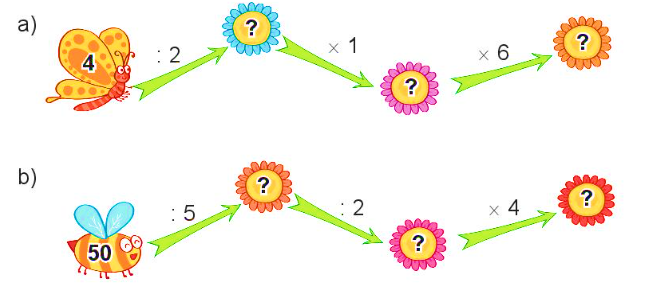 a) 4 : 2 ? × 1 ? × 6 ?
b) 50 : 5 ? : 2 ? × 4 ?